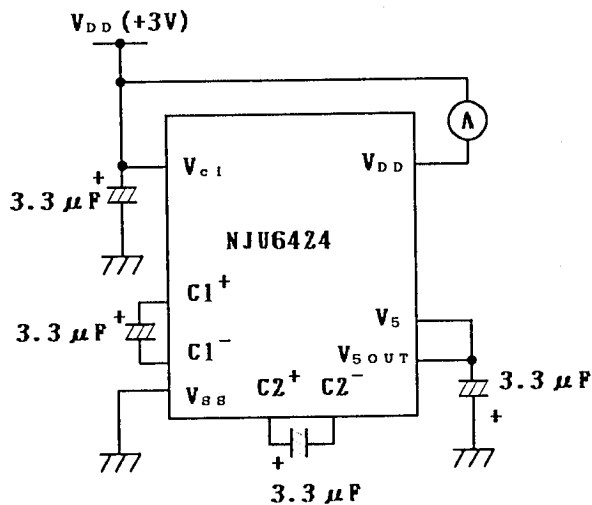 VDD (+3V)
A
VCI
VDD
+
3.3 μF
NJU6424
C1+
+
3.3 μF
C1-
V5
V5OUT
VSS
C2+
C2-
3.3 μF
+
+
3.3 μF